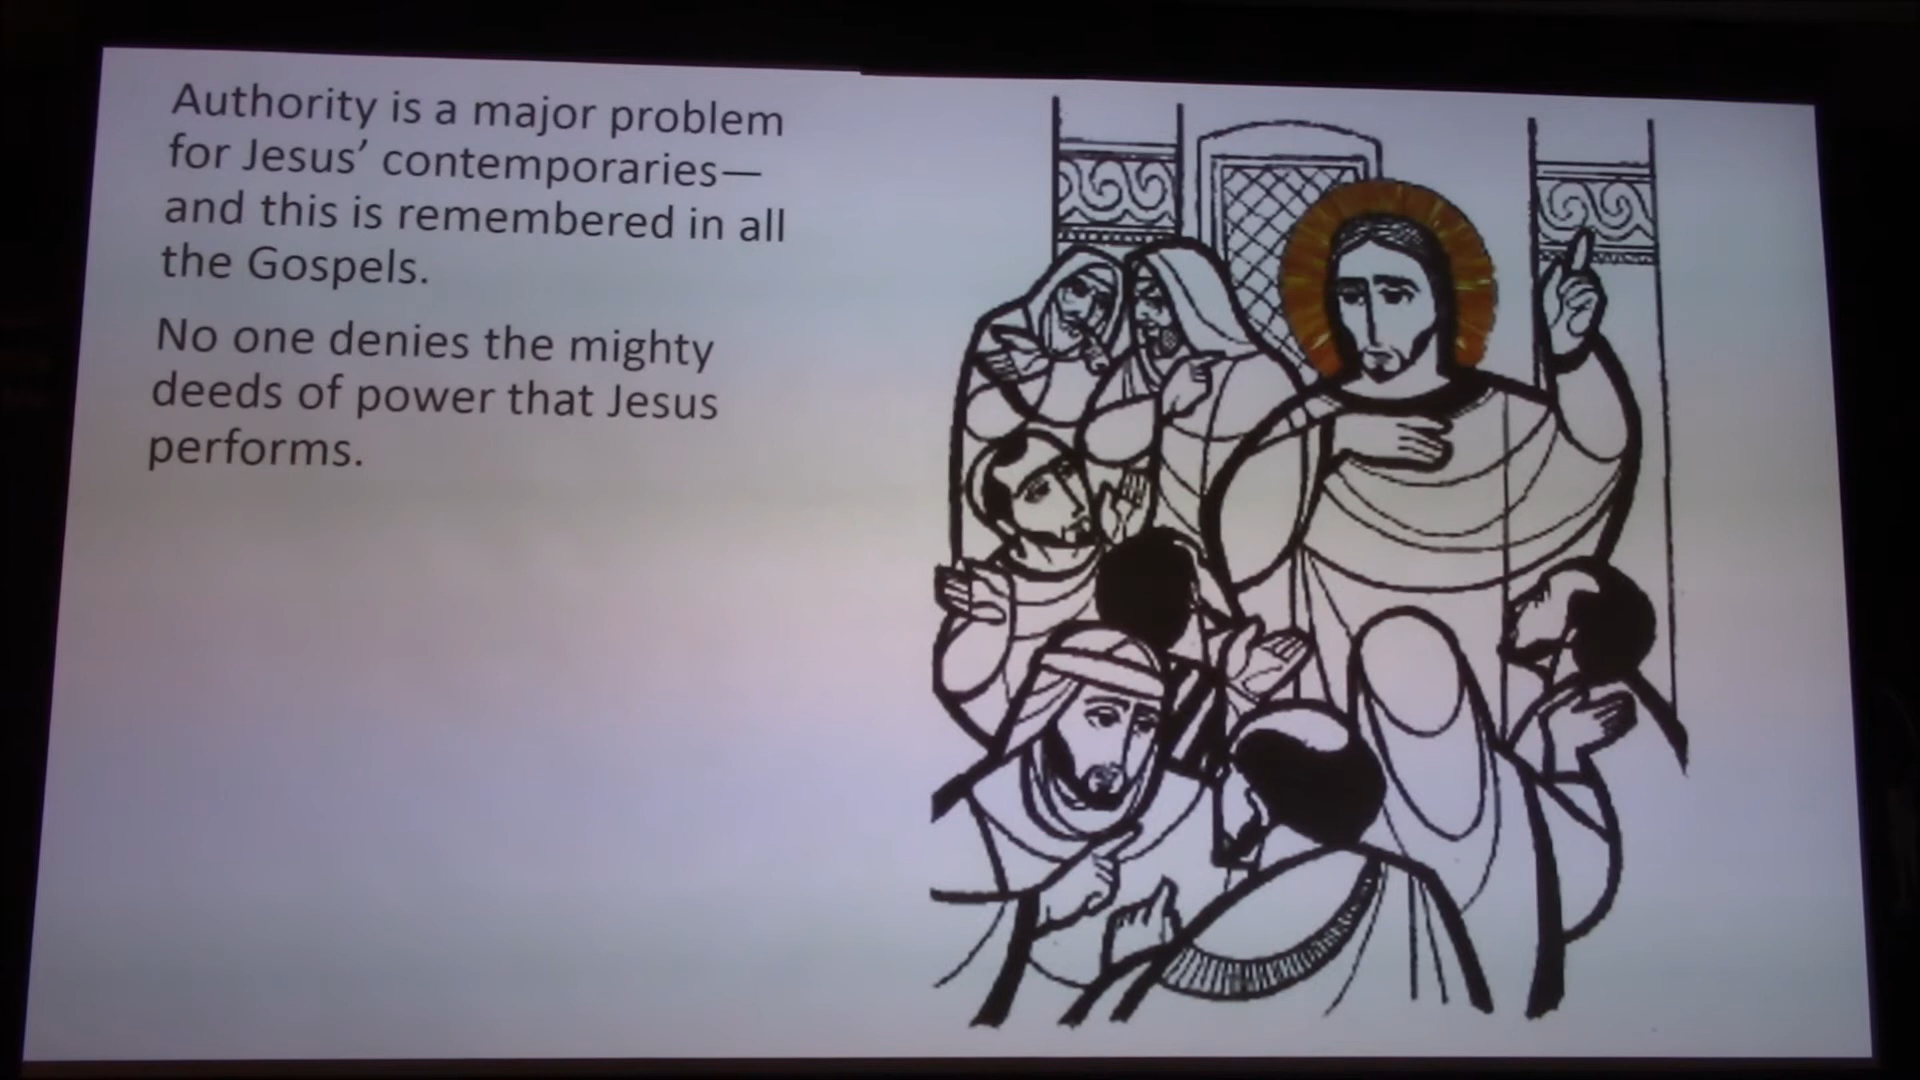 Authority is a major problem
for Jesus’ contemporaries—
and this is remembered in all
the Gospels.
No one denies the mighty
deeds of power that Jesus
performs.